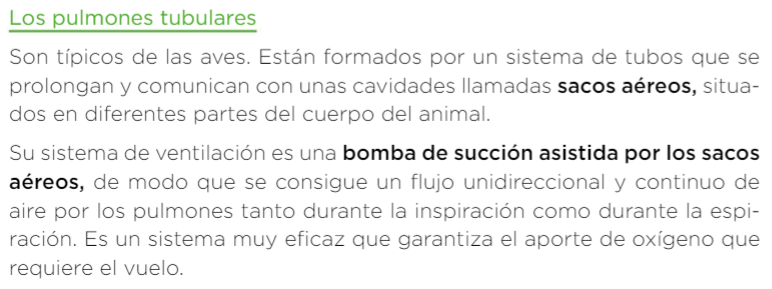 Los pulmones tubulares
Son típicos de las aves. Están formados por un sistema de tubos que se
prolongan y comunican con unas cavidades llamadas sacos aéreos, situa-
dos en diferentes partes del cuerpo del animal.
Su sistema de ventilación es una bomba de succión asistida por los sacos
aéreos, de modo que se consigue un flujo unidireccional y continuo de
aire por los pulmones tanto durante la inspiración como durante la espi-
ración. Es un sistema muy eficaz que garantiza el aporte de oxígeno que
requiere el vuelo.